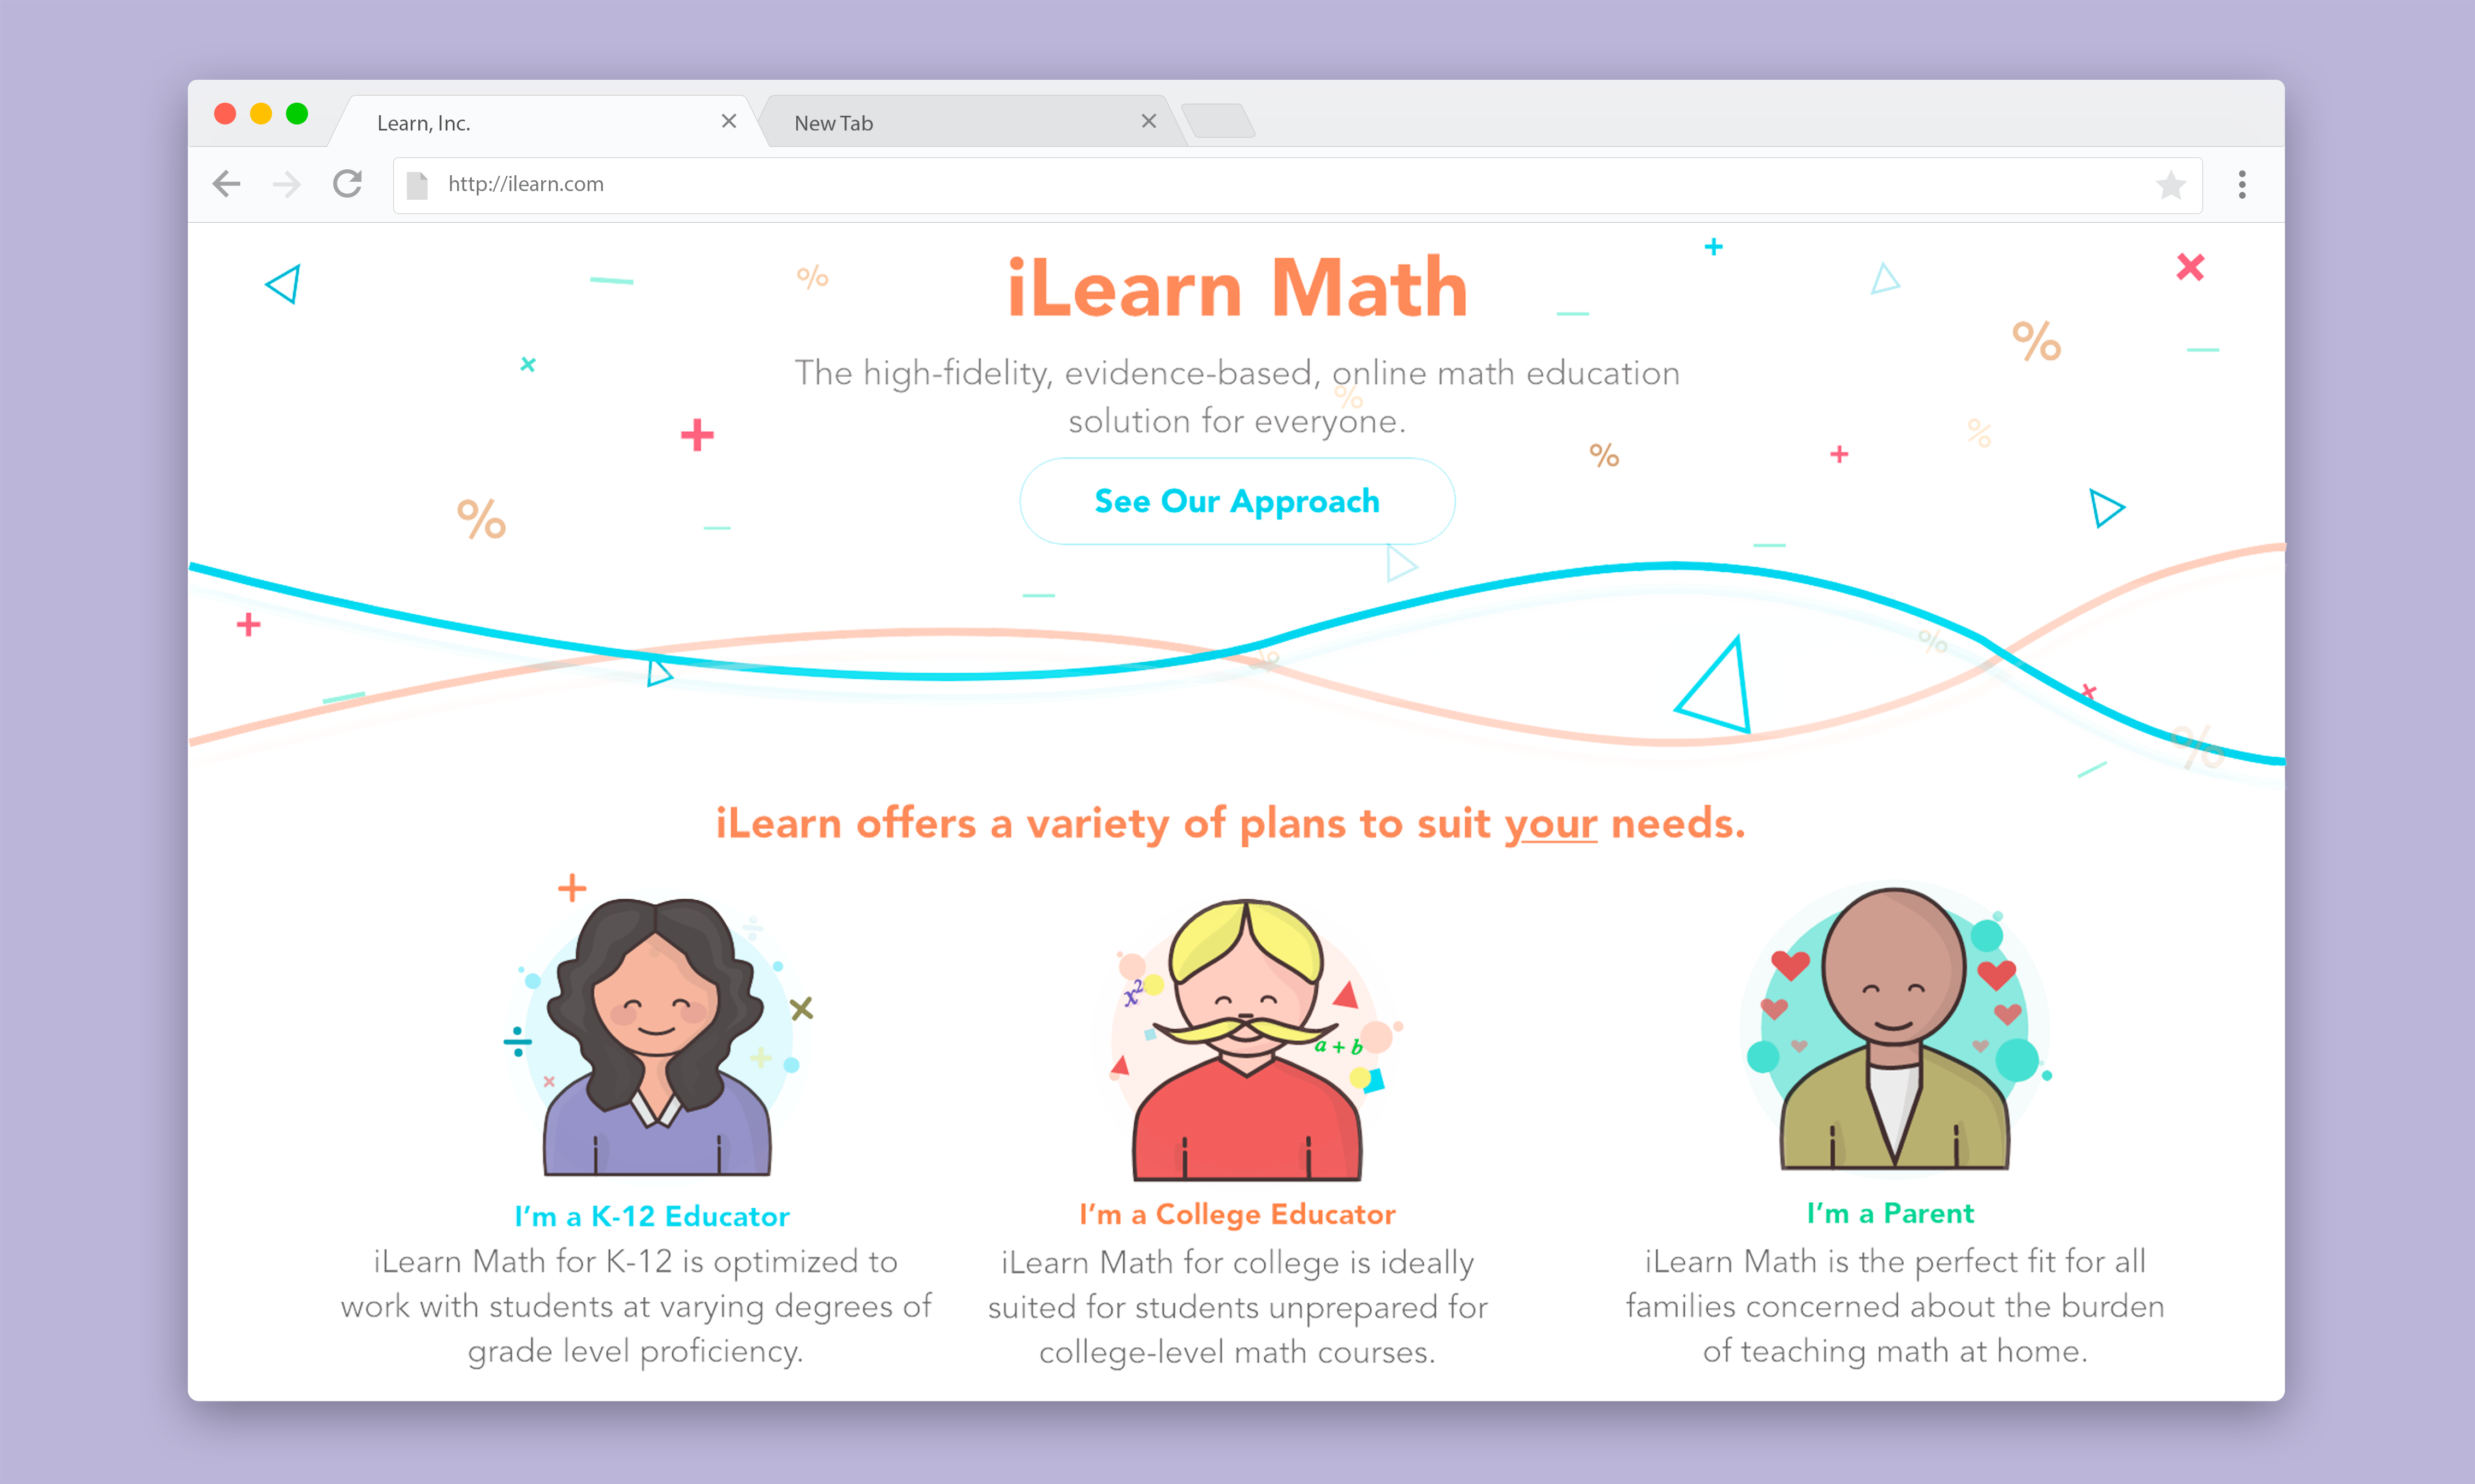 Learn, Inc.
New Tab
http://ilearn.com
iLearn Math
The high-fidelity, evidence-based, online math education
solution for everyone.
See Our Approach
iLearn offers a variety of plans to suit your needs.
x²
a + b
I'm a K-12 Educator
iLearn Math for K-12 is optimized to
work with students at varying degrees of
grade level proficiency.
I'm a College Educator
iLearn Math for college is ideally
suited for students unprepared for
college-level math courses.
I'm a Parent
iLearn Math is the perfect fit for all
families concerned about the burden
of teaching math at home.